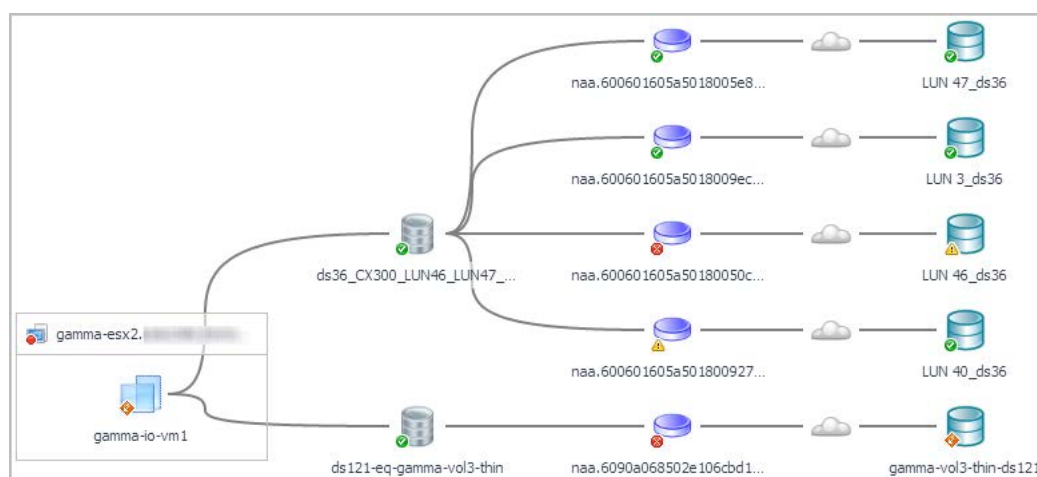 naa.600601605a5018005e8...
LUN 47_ds36
naa.600601605a5018009ec...
LUN 3_ds36
ds36_CX300_LUN46_LUN47_...
naa.600601605a50180050c...
LUN 46_ds36
gamma-esx2.
naa.600601605a501800927...
LUN 40_ds36
gamma-io-vm1
ds121-eq-gamma-vol3-thin
naa.6090a068502e106cbd1...
gamma-vol3-thin-ds121